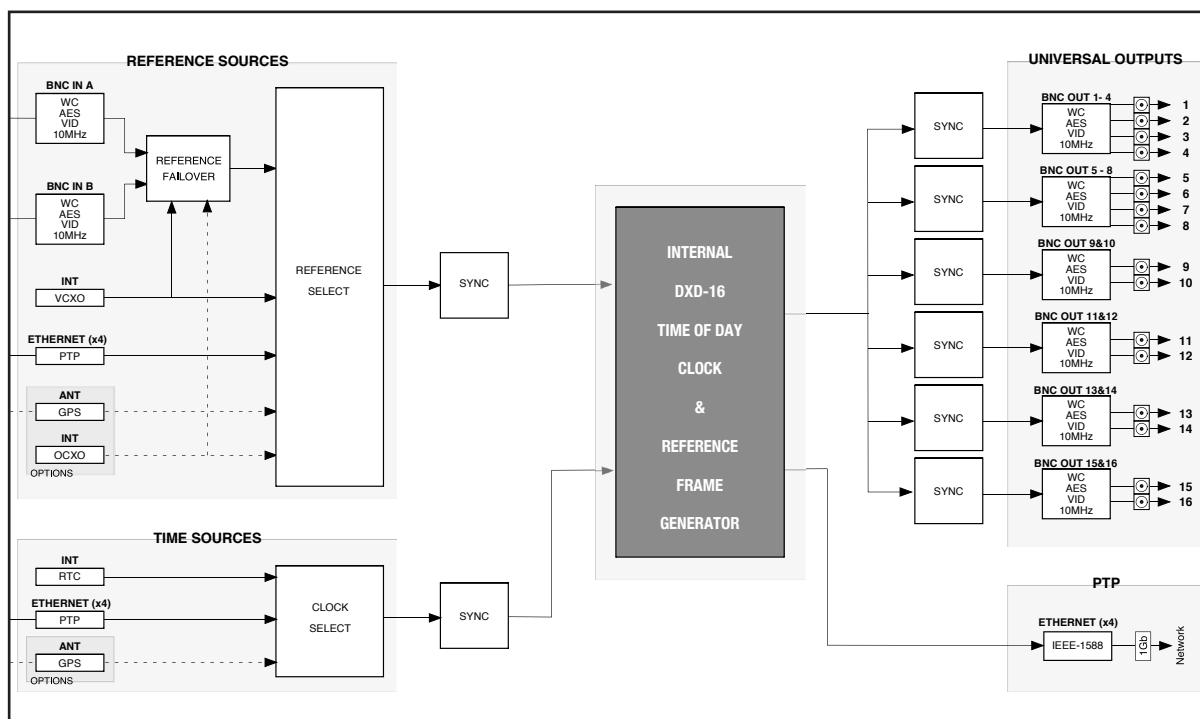 REFERENCE SOURCES
BNC IN A
WC
AES
VID
10MHz
REFERENCE
FAILOVER
BNC IN B
WC
AES
VID
10MHz
INT
VCXO
ETHERNET (x4)
PTP
ANT
GPS
INT
OCXO
OPTIONS
REFERENCE
SELECT
SYNC
TIME SOURCES
INT
RTC
ETHERNET (x4)
PTP
ANT
GPS
OPTIONS
CLOCK
SELECT
SYNC
INTERNAL
DXD-16
TIME OF DAY
CLOCK
&
REFERENCE
FRAME
GENERATOR
SYNC
SYNC
SYNC
SYNC
SYNC
SYNC
UNIVERSAL OUTPUTS
BNC OUT 1- 4
WC
AES
VID
10MHz
1
2
3
4
BNC OUT 5 - 8
WC
AES
VID
10MHz
5
6
7
8
BNC OUT 9&10
WC
AES
VID
10MHz
9
10
BNC OUT 11&12
WC
AES
VID
10MHz
11
12
BNC OUT 13&14
WC
AES
VID
10MHz
13
14
BNC OUT 15&16
WC
AES
VID
10MHz
15
16
PTP
ETHERNET (x4)
IEEE-1588
1Gb
Network